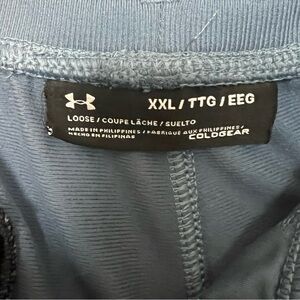 XXL / TTG / EEG
LOOSE / COUPE LÂCHE / SUELTO
MADE IN PHILIPPINES / FABRIQUÉ AUX PHILIPPINES /
HECHO EN FILIPINAS COLDGEAR